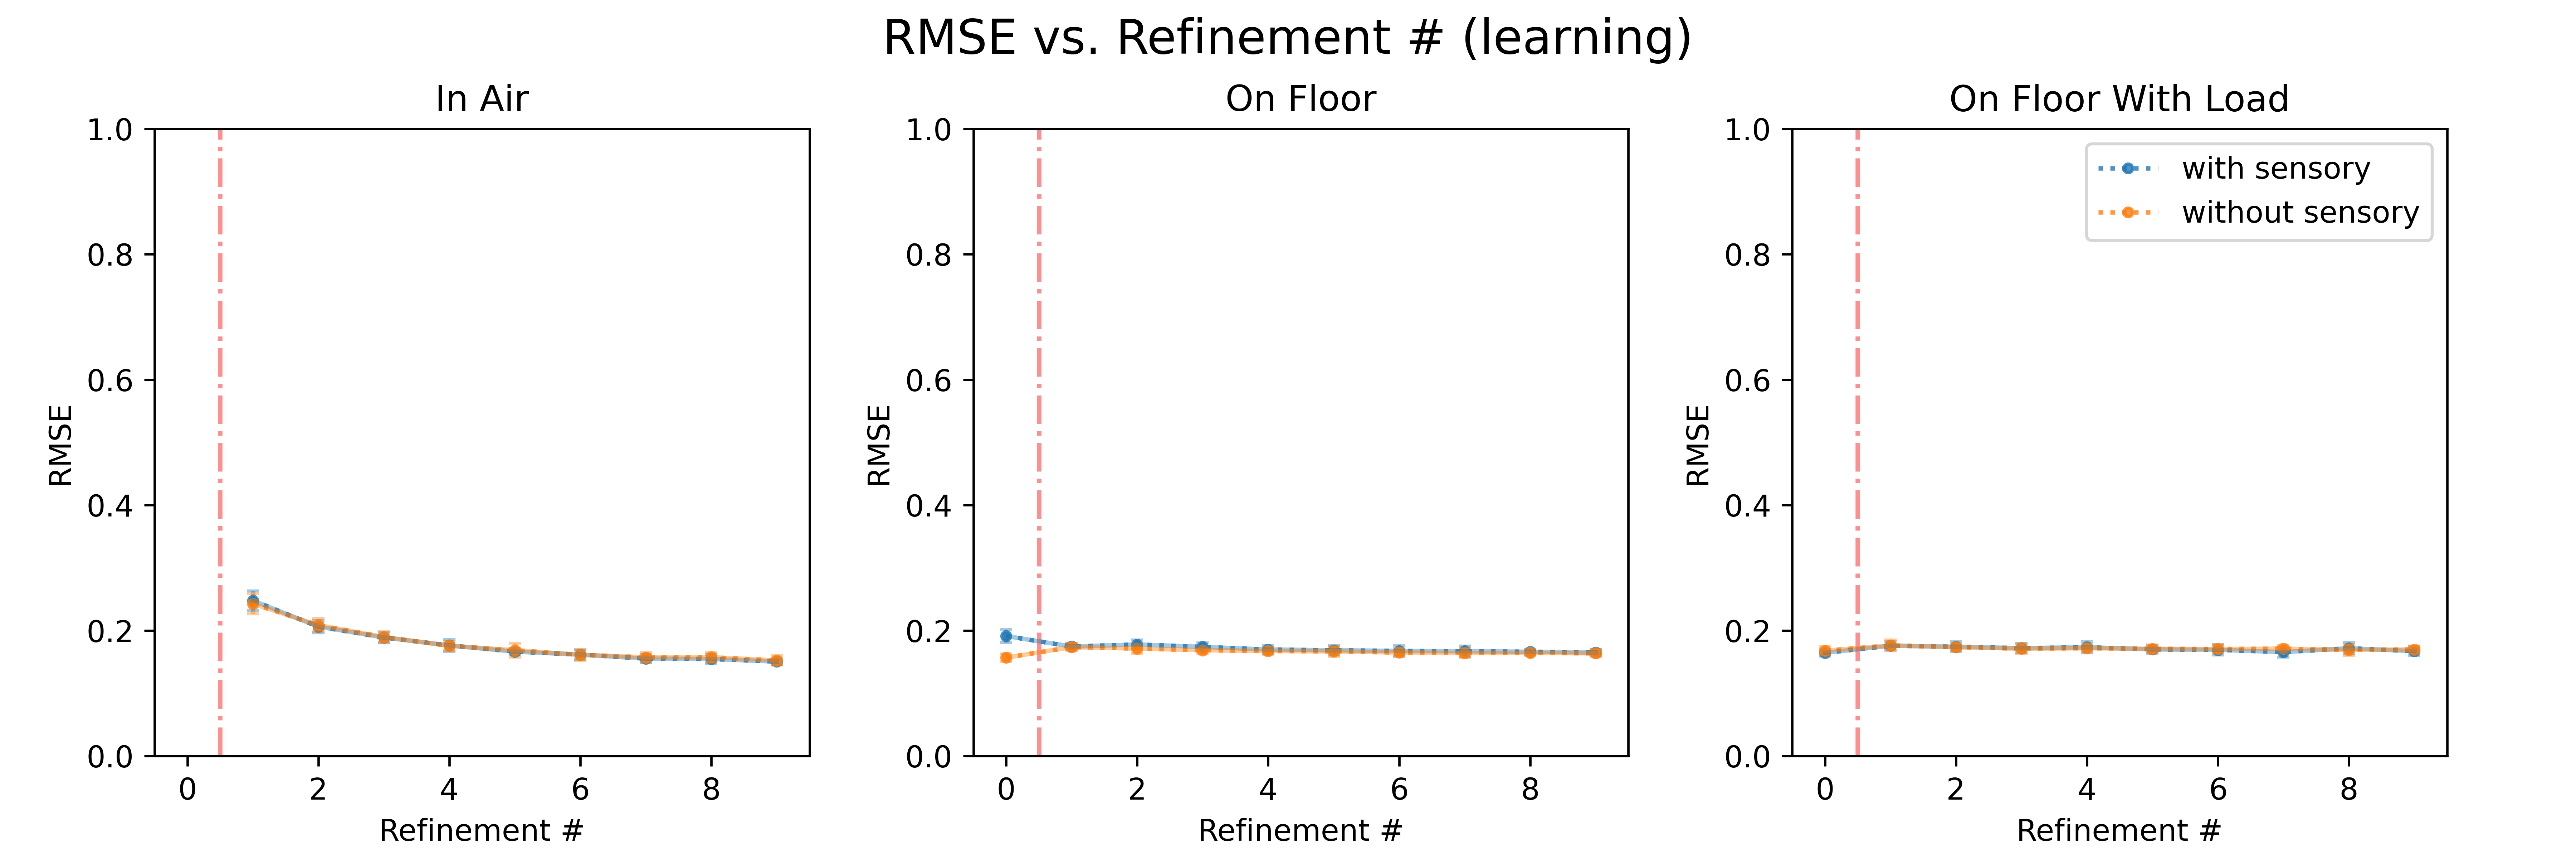 RMSE vs. Refinement # (learning)
In Air
1.0
0.8
0.6
0.4
0.2
0.0
RMSE
0 2 4 6 8
Refinement #
On Floor
1.0
0.8
0.6
0.4
0.2
0.0
RMSE
0 2 4 6 8
Refinement #
On Floor With Load
1.0
0.8
0.6
0.4
0.2
0.0
RMSE
0 2 4 6 8
Refinement #
with sensory
without sensory